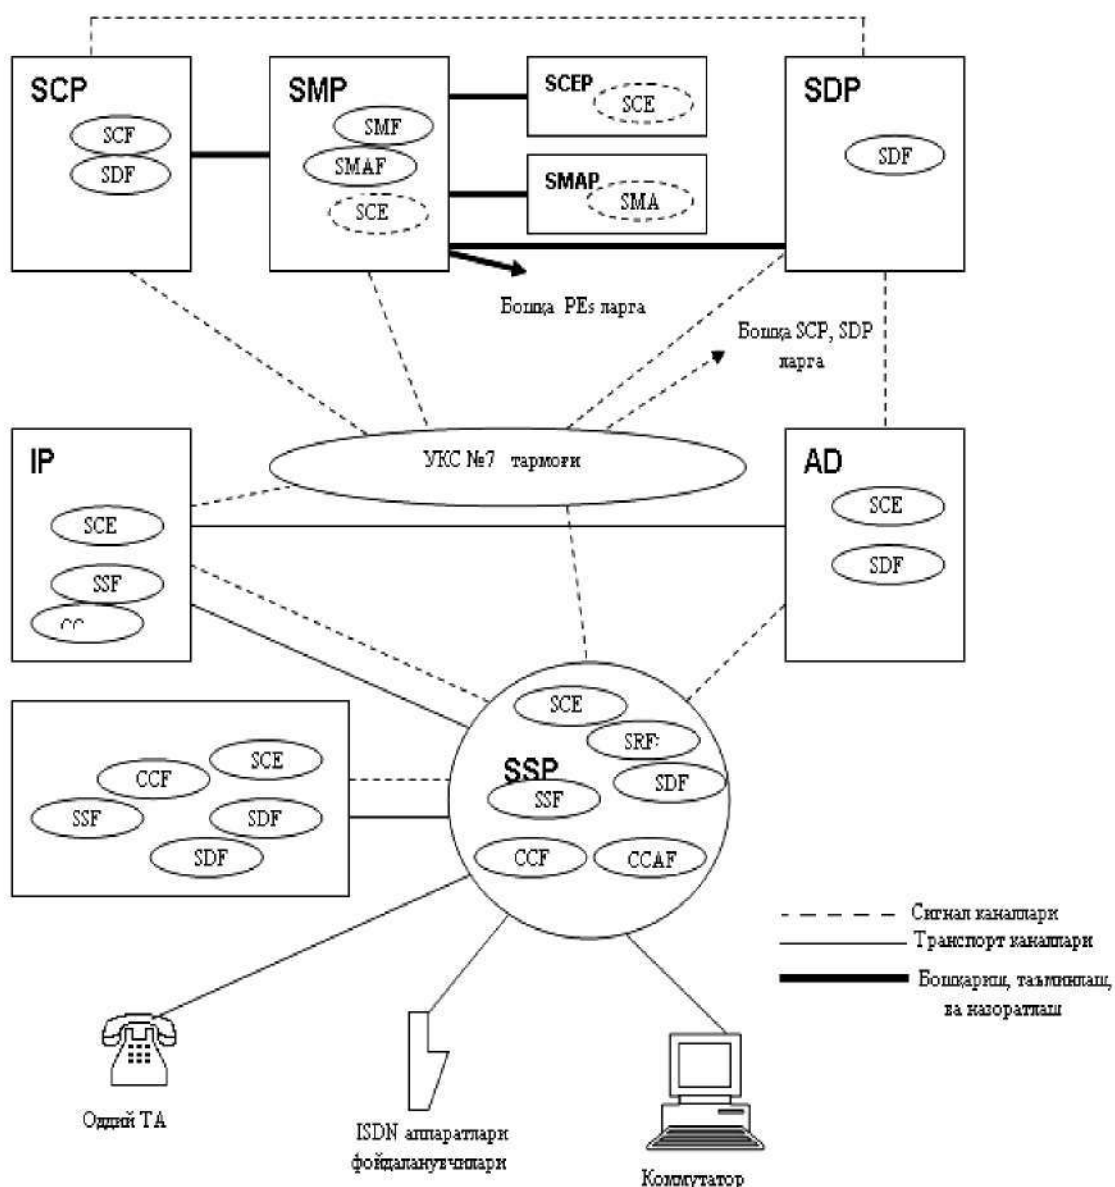 SCP
SCF
SDF
SMP
SMF
SMAF
SCE
SCEP
SCE
SMAP
SMA
SDP
SDF
Бошқа PEs ларга
Бошқа SCP, SDP
ларга
УКС №7 тармоғи
IP
SCE
SSF
CC
AD
SCE
SDF
SCE
CCF
SSF
SDF
SDF
SCE
SRF
SSP
SDF
SSF
CCF
CCAF
Сигнал каналлари
Транспорт каналлари
Бошқариш, таъминлаш,
ва назоратлаш
Оддий ТА
ISDN аппаратлари
фойдаланувчилари
Коммутатор